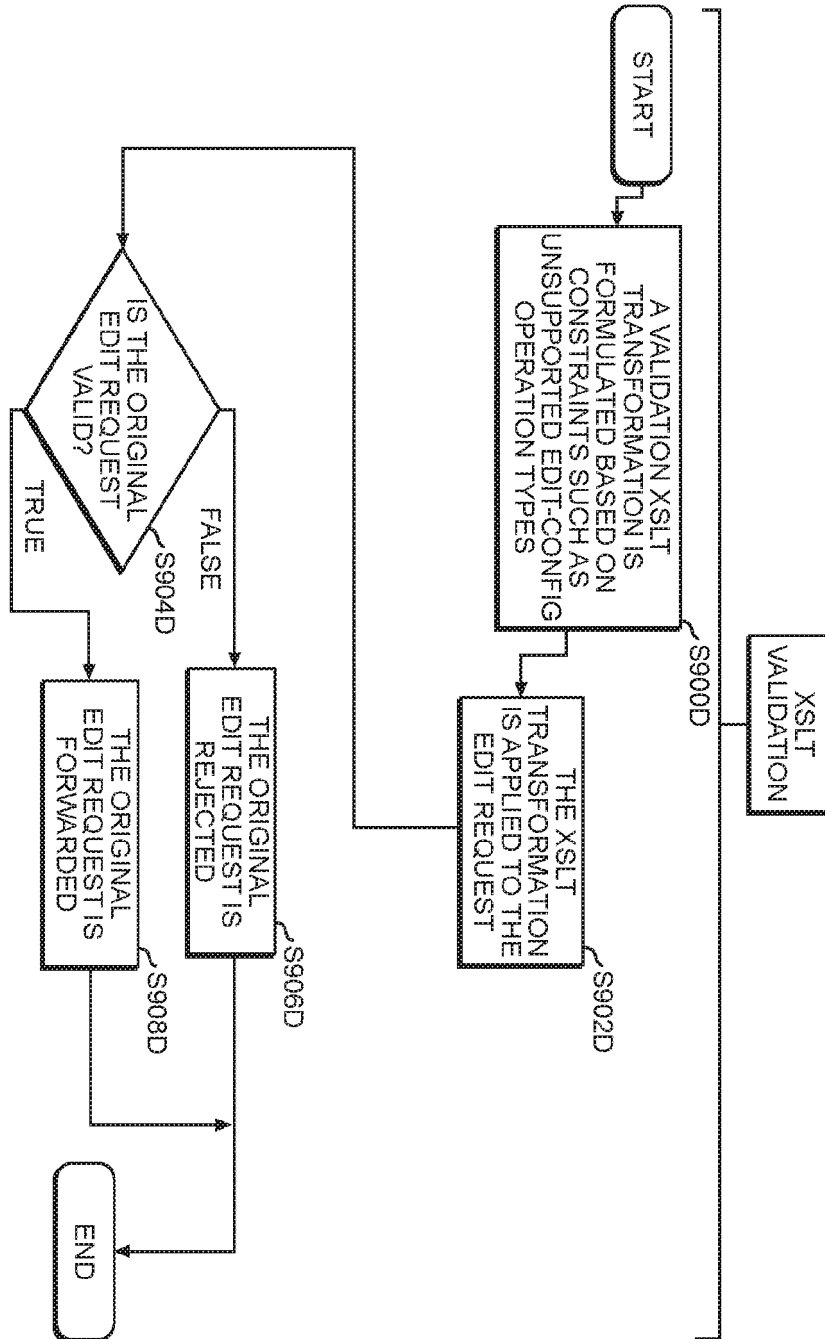 XSLT
VALIDATION
START
A VALIDATION XSLT
TRANSFORMATION IS
FORMULATED BASED ON
CONSTRAINTS SUCH AS
UNSUPPORTED EDIT-CONFIG
OPERATION TYPES
S900D
THE XSLT
TRANSFORMATION
IS APPLIED TO THE
EDIT REQUEST
S902D
IS THE ORIGINAL
EDIT REQUEST
VALID?
S904D
FALSE
TRUE
THE ORIGINAL
EDIT REQUEST IS
REJECTED
S906D
THE ORIGINAL
EDIT REQUEST IS
FORWARDED
S908D
END